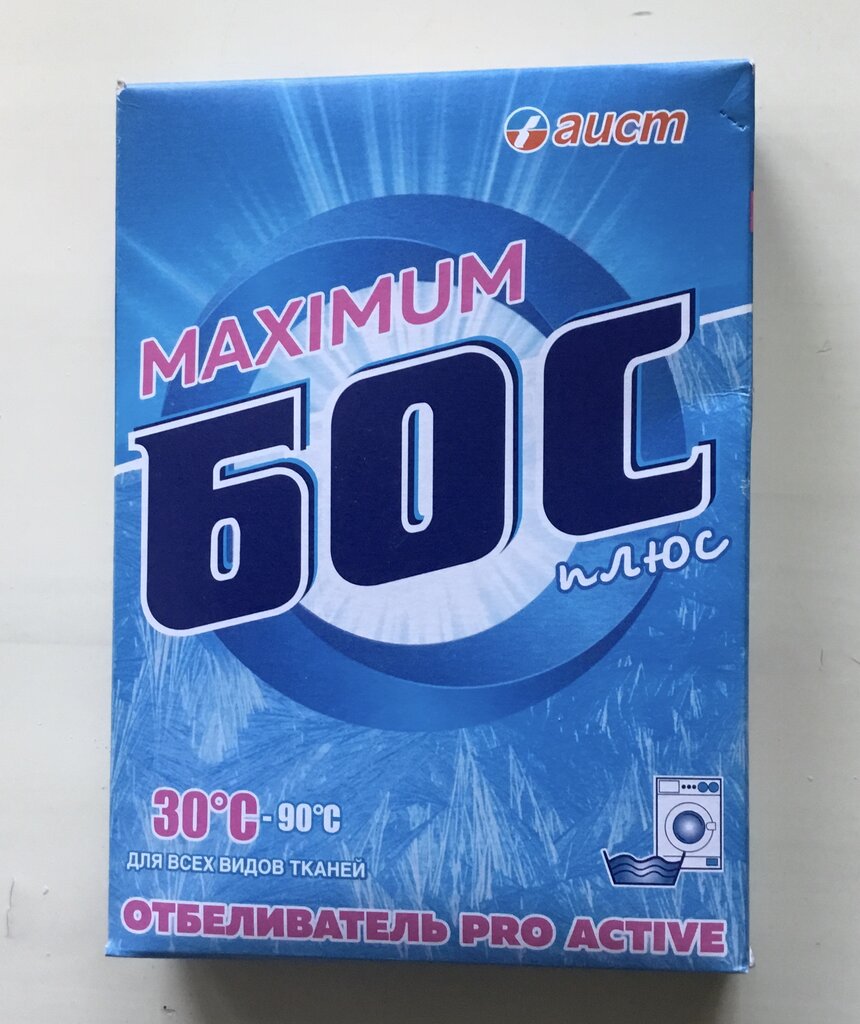 аист
MAXIMUM
БОС
плюс
30°C - 90°C
ДЛЯ ВСЕХ ВИДОВ ТКАНЕЙ
ОТБЕЛИВАТЕЛЬ PRO ACTIVE